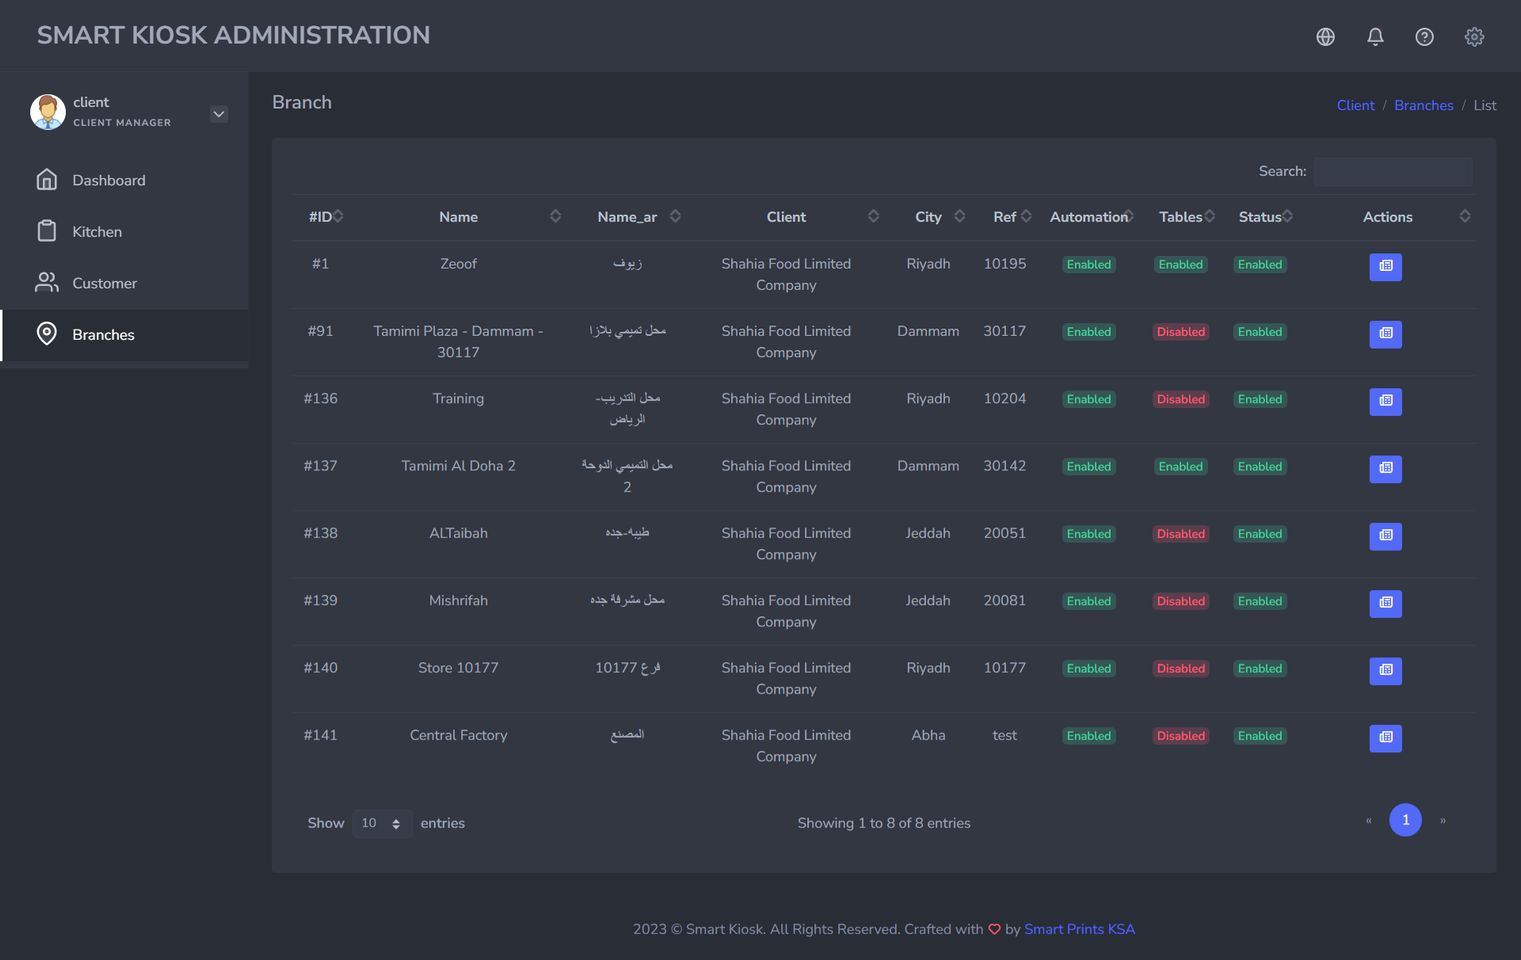 SMART KIOSK ADMINISTRATION
client
CLIENT MANAGER
Dashboard
Kitchen
Customer
Branches
Branch
Client / Branches / List
Search:
#ID Name Name_ar Client City Ref Automation Tables Status Actions
#1 Zeoof زيوف Shahia Food Limited Riyadh 10195 Enabled Enabled Enabled
Company
#91 Tamimi Plaza - Dammam - محل تميمي بلازا Shahia Food Limited Dammam 30117 Enabled Disabled Enabled
30117 Company
#136 Training محل التدريب- Shahia Food Limited Riyadh 10204 Enabled Disabled Enabled
الرياض Company
#137 Tamimi Al Doha 2 محل التميمي الدوحة Shahia Food Limited Dammam 30142 Enabled Enabled Enabled
2 Company
#138 ALTaibah طيبه-جده Shahia Food Limited Jeddah 20051 Enabled Disabled Enabled
Company
#139 Mishrifah محل مشرفة جده Shahia Food Limited Jeddah 20081 Enabled Disabled Enabled
Company
#140 Store 10177 فرع 10177 Shahia Food Limited Riyadh 10177 Enabled Disabled Enabled
Company
#141 Central Factory المصنع Shahia Food Limited Abha test Enabled Disabled Enabled
Company
Show 10 entries Showing 1 to 8 of 8 entries « 1 »
2023 © Smart Kiosk. All Rights Reserved. Crafted with ♡ by Smart Prints KSA